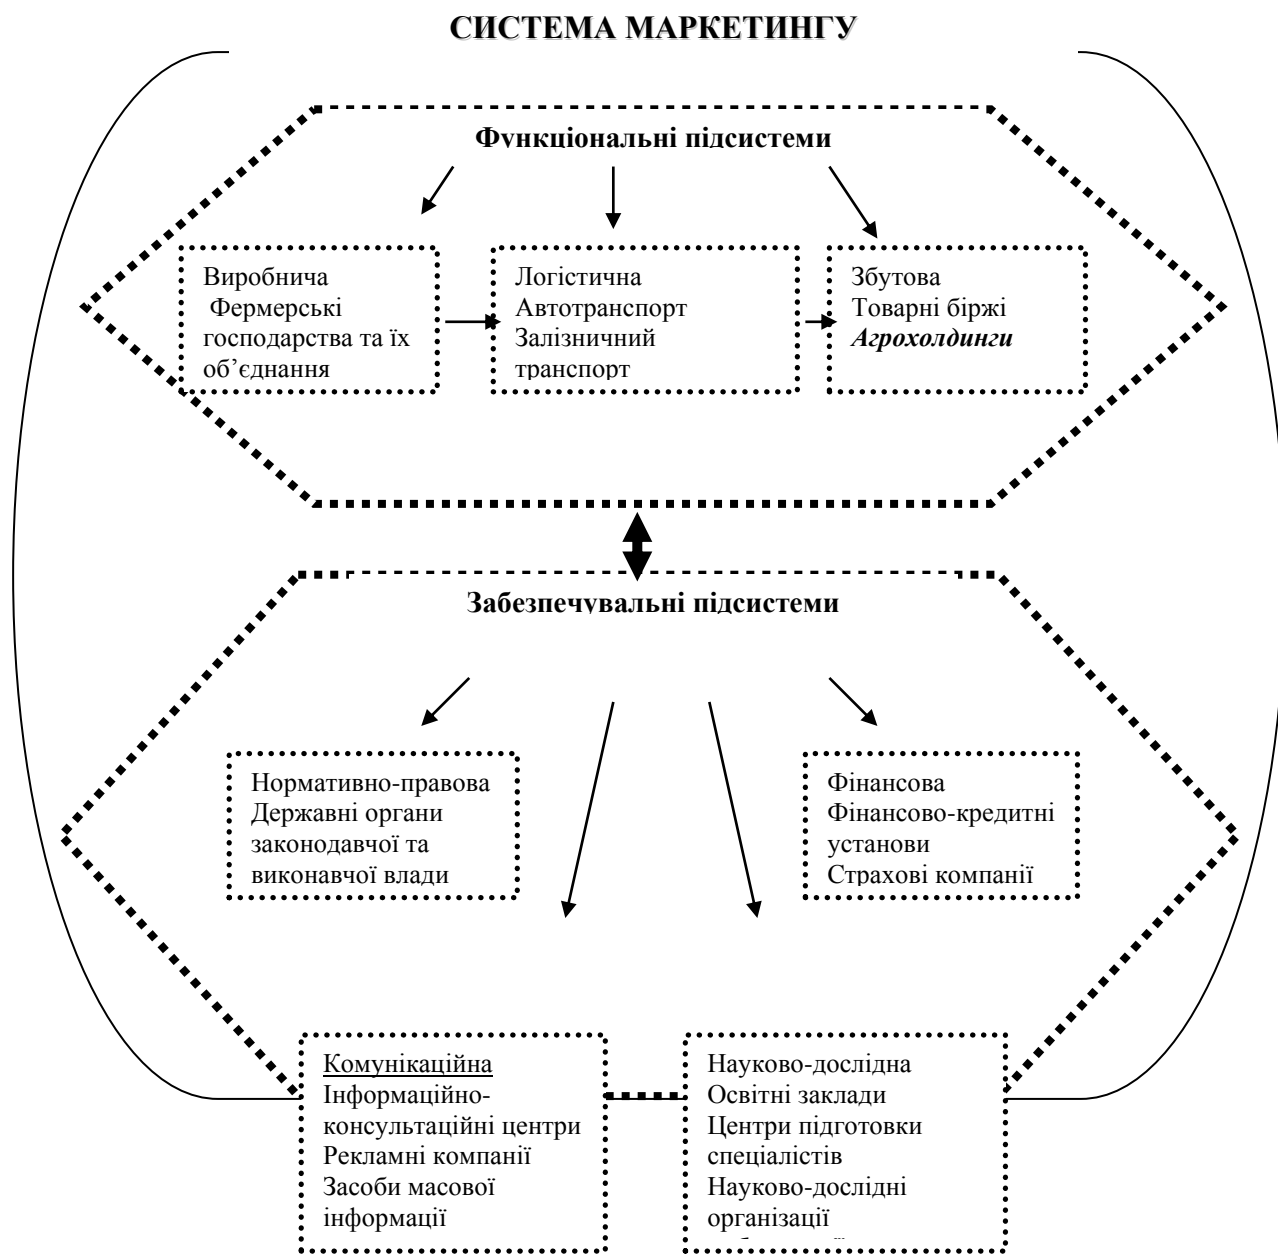 СИСТЕМА МАРКЕТИНГУ
Функціональні підсистеми
Виробнича
Фермерські
господарства та їх
об’єднання
Логістична
Автотранспорт
Залізничний
транспорт
Збутова
Товарні біржі
Агрохолдинги
Забезпечувальні підсистеми
Нормативно-правова
Державні органи
законодавчої та
виконавчої влади
Фінансова
Фінансово-кредитні
установи
Страхові компанії
Комунікаційна
Інформаційно-
консультаційні центри
Рекламні компанії
Засоби масової
інформації
Науково-дослідна
Освітні заклади
Центри підготовки
спеціалістів
Науково-дослідні
організації